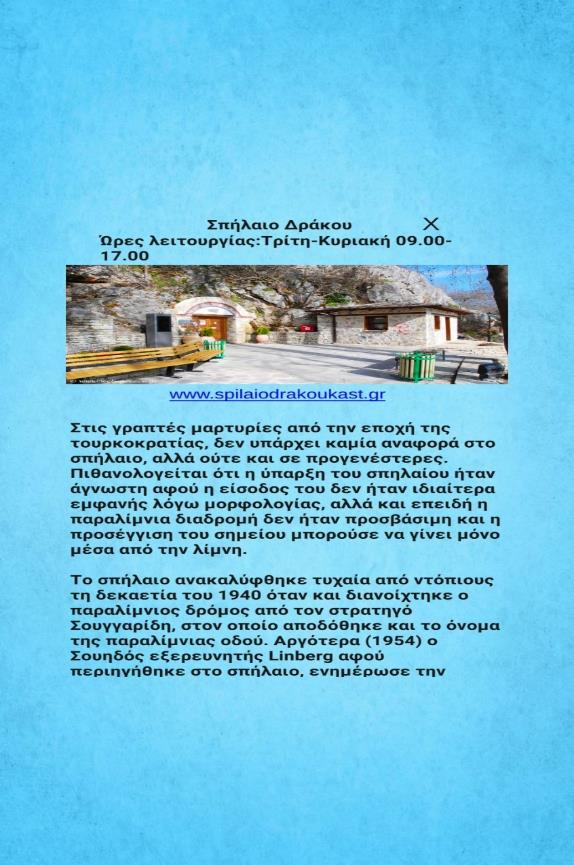 Σπήλαιο Δράκου
Ώρες λειτουργίας:Τρίτη-Κυριακή 09.00-
17.00
www.spilaiodrakoukast.gr
Στις γραπτές μαρτυρίες από την εποχή της
τουρκοκρατίας, δεν υπάρχει καμία αναφορά στο
σπήλαιο, αλλά ούτε και σε προγενέστερες.
Πιθανολογείται ότι η ύπαρξη του σπηλαίου ήταν
άγνωστη αφού η είσοδος του δεν ήταν ιδιαίτερα
εμφανής λόγω μορφολογίας, αλλά και επειδή η
παραλίμνια διαδρομή δεν ήταν προσβάσιμη και η
προσέγγιση του σημείου μπορούσε να γίνει μόνο
μέσα από την λίμνη.
Το σπήλαιο ανακαλύφθηκε τυχαία από ντόπιους
τη δεκαετία του 1940 όταν και διανοίχτηκε ο
παραλίμνιος δρόμος από τον στρατηγό
Σουγγαρίδη, στον οποίο αποδόθηκε και το όνομα
της παραλίμνιας οδού. Αργότερα (1954) ο
Σουηδός εξερευνητής Linberg αφού
περιηγήθηκε στο σπήλαιο, ενημέρωσε την